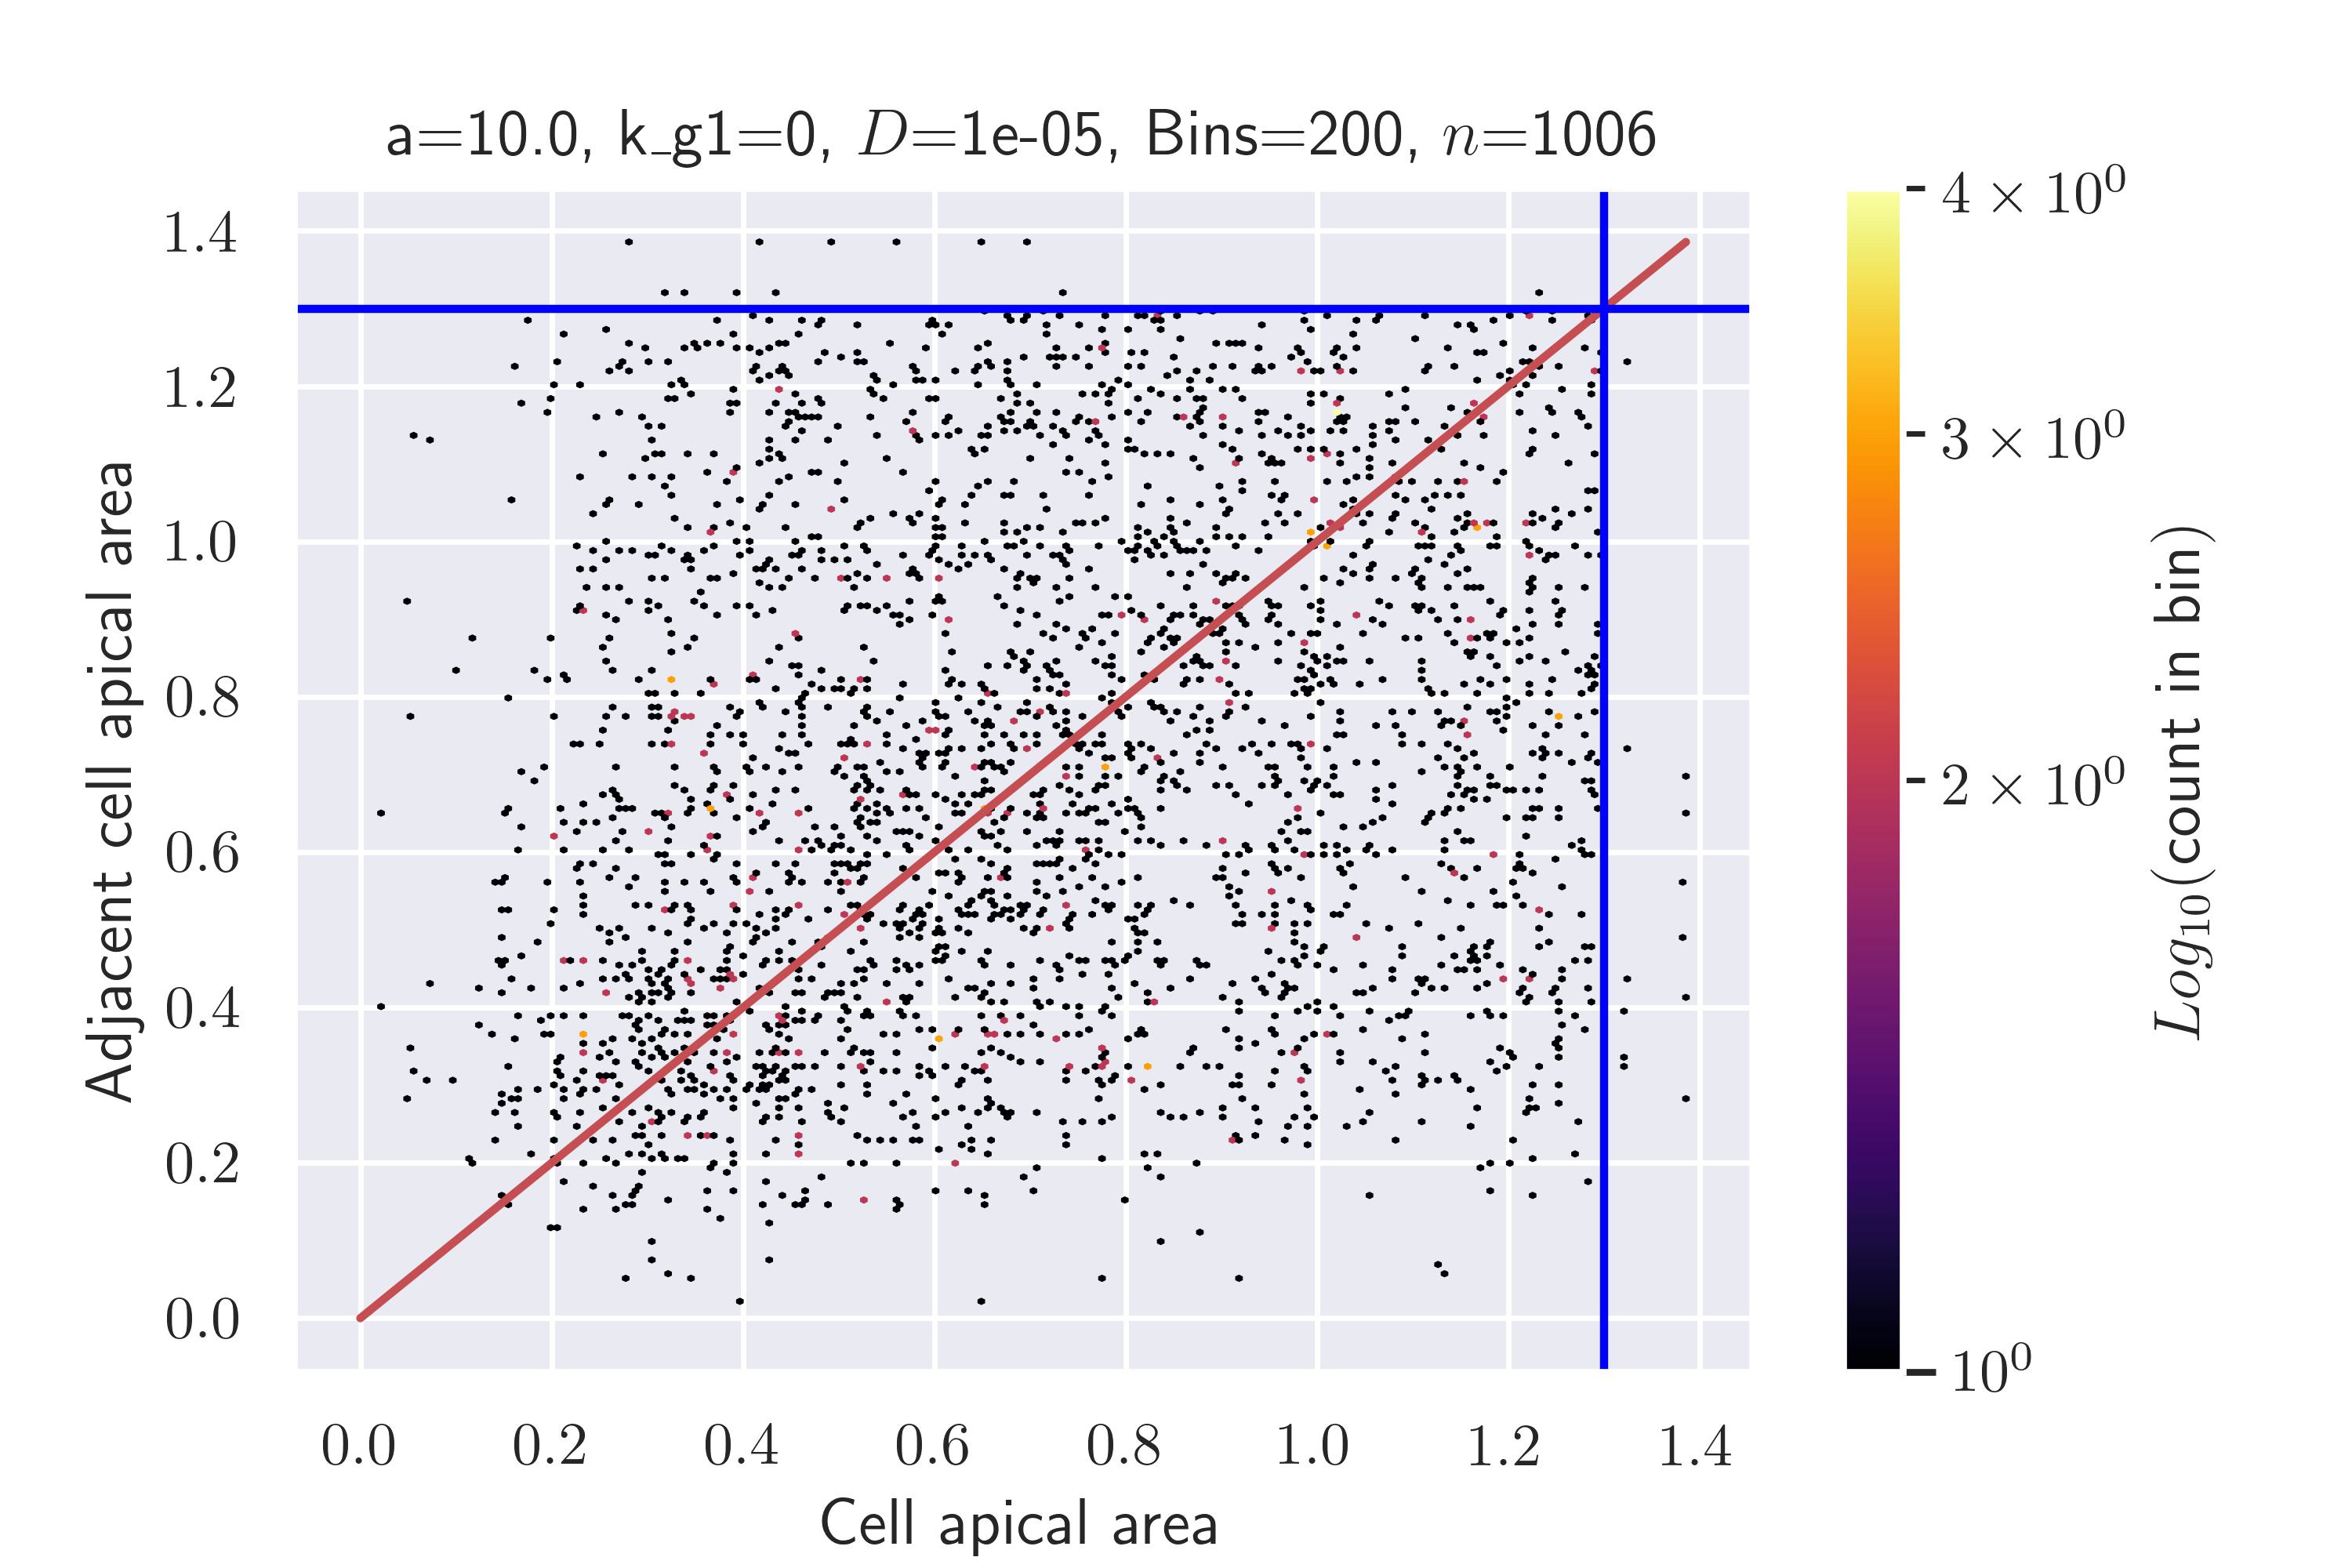 a=10.0, k_g1=0, D=1e-05, Bins=200, n=1006
1.4
1.2
1.0
0.8
0.6
0.4
0.2
0.0
Adjacent cell apical area
0.0 0.2 0.4 0.6 0.8 1.0 1.2 1.4
Cell apical area
4 × 10⁰
3 × 10⁰
2 × 10⁰
10⁰
Log₁₀(count in bin)